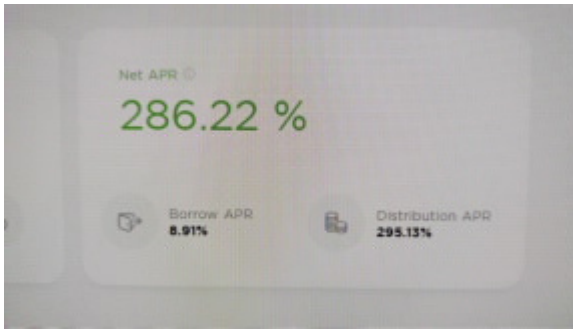 Net APR
286.22 %
Borrow APR
8.91%
Distribution APR
295.13%